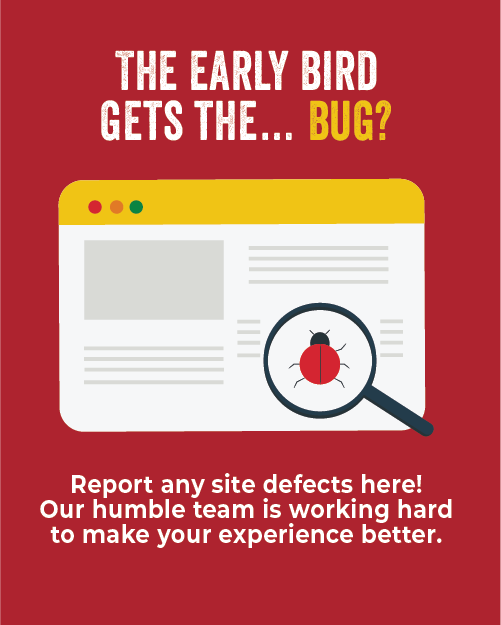 THE EARLY BIRD
GETS THE... BUG?
Report any site defects here!
Our humble team is working hard
to make your experience better.